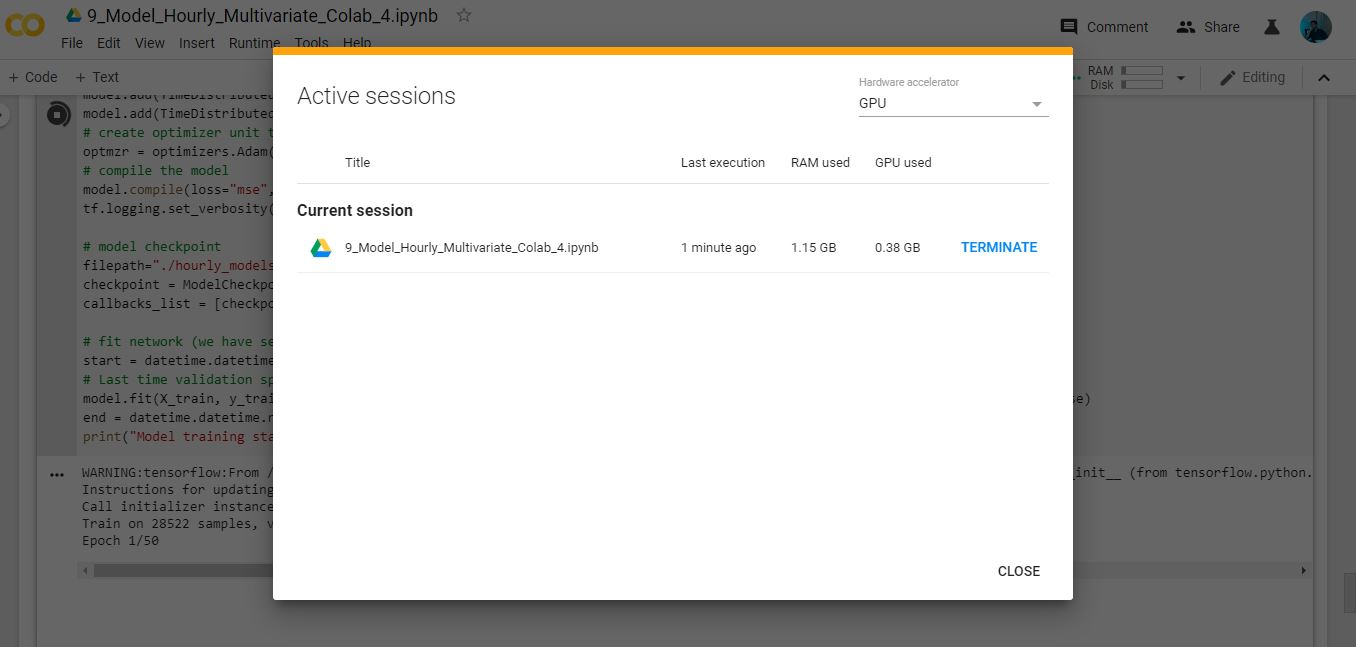 9_Model_Hourly_Multivariate_Colab_4.ipynb
File Edit View Insert Runtime Tools Help
Comment Share
+ Code + Text
RAM
Disk
Editing
model.add(TimeDistributed
model.add(TimeDistributed
# create optimizer unit
optmzr = optimizers.Adam(
# compile the model
model.compile(loss="mse",
tf.logging.set_verbosity(
# model checkpoint
filepath="./hourly_models
checkpoint = ModelCheckpo
callbacks_list = [checkpo
# fit network (we have se
start = datetime.datetime
# Last time validation sp
model.fit(X_train, y_trai se)
end = datetime.datetime.n
print("Model training sta
WARNING:tensorflow:From / _init__ (from tensorflow.python.
Instructions for updating
Call initializer instance
Train on 28522 samples, v
Epoch 1/50
Active sessions
Hardware accelerator
GPU
Title Last execution RAM used GPU used
Current session
9_Model_Hourly_Multivariate_Colab_4.ipynb 1 minute ago 1.15 GB 0.38 GB TERMINATE
CLOSE